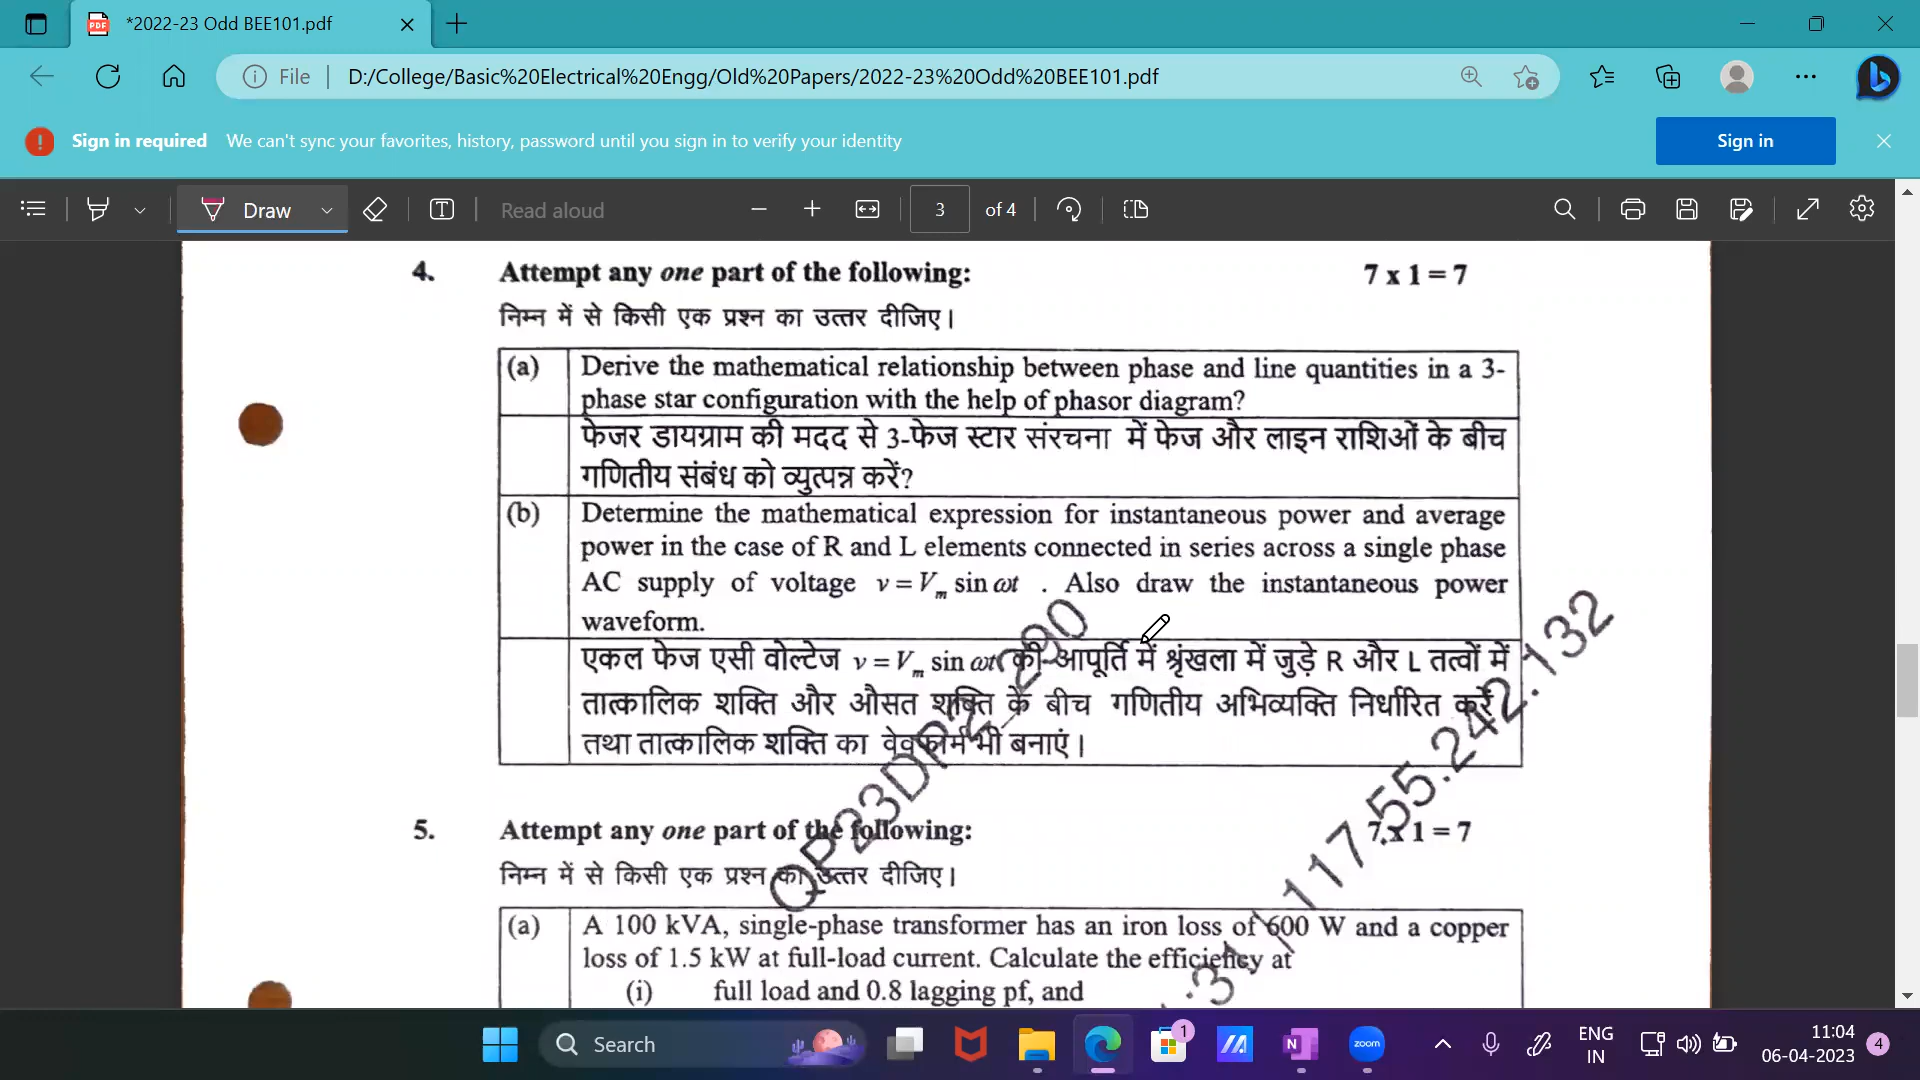 *2022-23 Odd BEE101.pdf
File D:/College/Basic%20Electrical%20Engg/Old%20Papers/2022-23%20Odd%20BEE101.pdf
Sign in required We can't sync your favorites, history, password until you sign in to verify your identity
Sign in
Draw Read aloud 3 of 4
4. Attempt any one part of the following: 7 x 1 = 7
निम्न में से किसी एक प्रश्न का उत्तर दीजिए।
(a) Derive the mathematical relationship between phase and line quantities in a 3-
phase star configuration with the help of phasor diagram?
फेजर डायग्राम की मदद से 3-फेज स्टार संरचना में फेज और लाइन राशिओं के बीच
गणितीय संबंध को व्युत्पन्न करें?
(b) Determine the mathematical expression for instantaneous power and average
power in the case of R and L elements connected in series across a single phase
AC supply of voltage v = Vm sin ωt . Also draw the instantaneous power
waveform.
एकल फेज एसी वोल्टेज v = Vm sin ωt की आपूर्ति में श्रृंखला में जुड़े R और L तत्वों में
तात्कालिक शक्ति और औसत शक्ति के बीच गणितीय अभिव्यक्ति निर्धारित करें
तथा तात्कालिक शक्ति का वेवफॉर्म भी बनाएं।
QP23DP2_290
117.55.242.132
5. Attempt any one part of the following: 7 x 1 = 7
निम्न में से किसी एक प्रश्न का उत्तर दीजिए।
(a) A 100 kVA, single-phase transformer has an iron loss of 600 W and a copper
loss of 1.5 kW at full-load current. Calculate the efficiency at
(i) full load and 0.8 lagging pf, and
Search
1
zoom
ENG
IN
11:04
06-04-2023
4